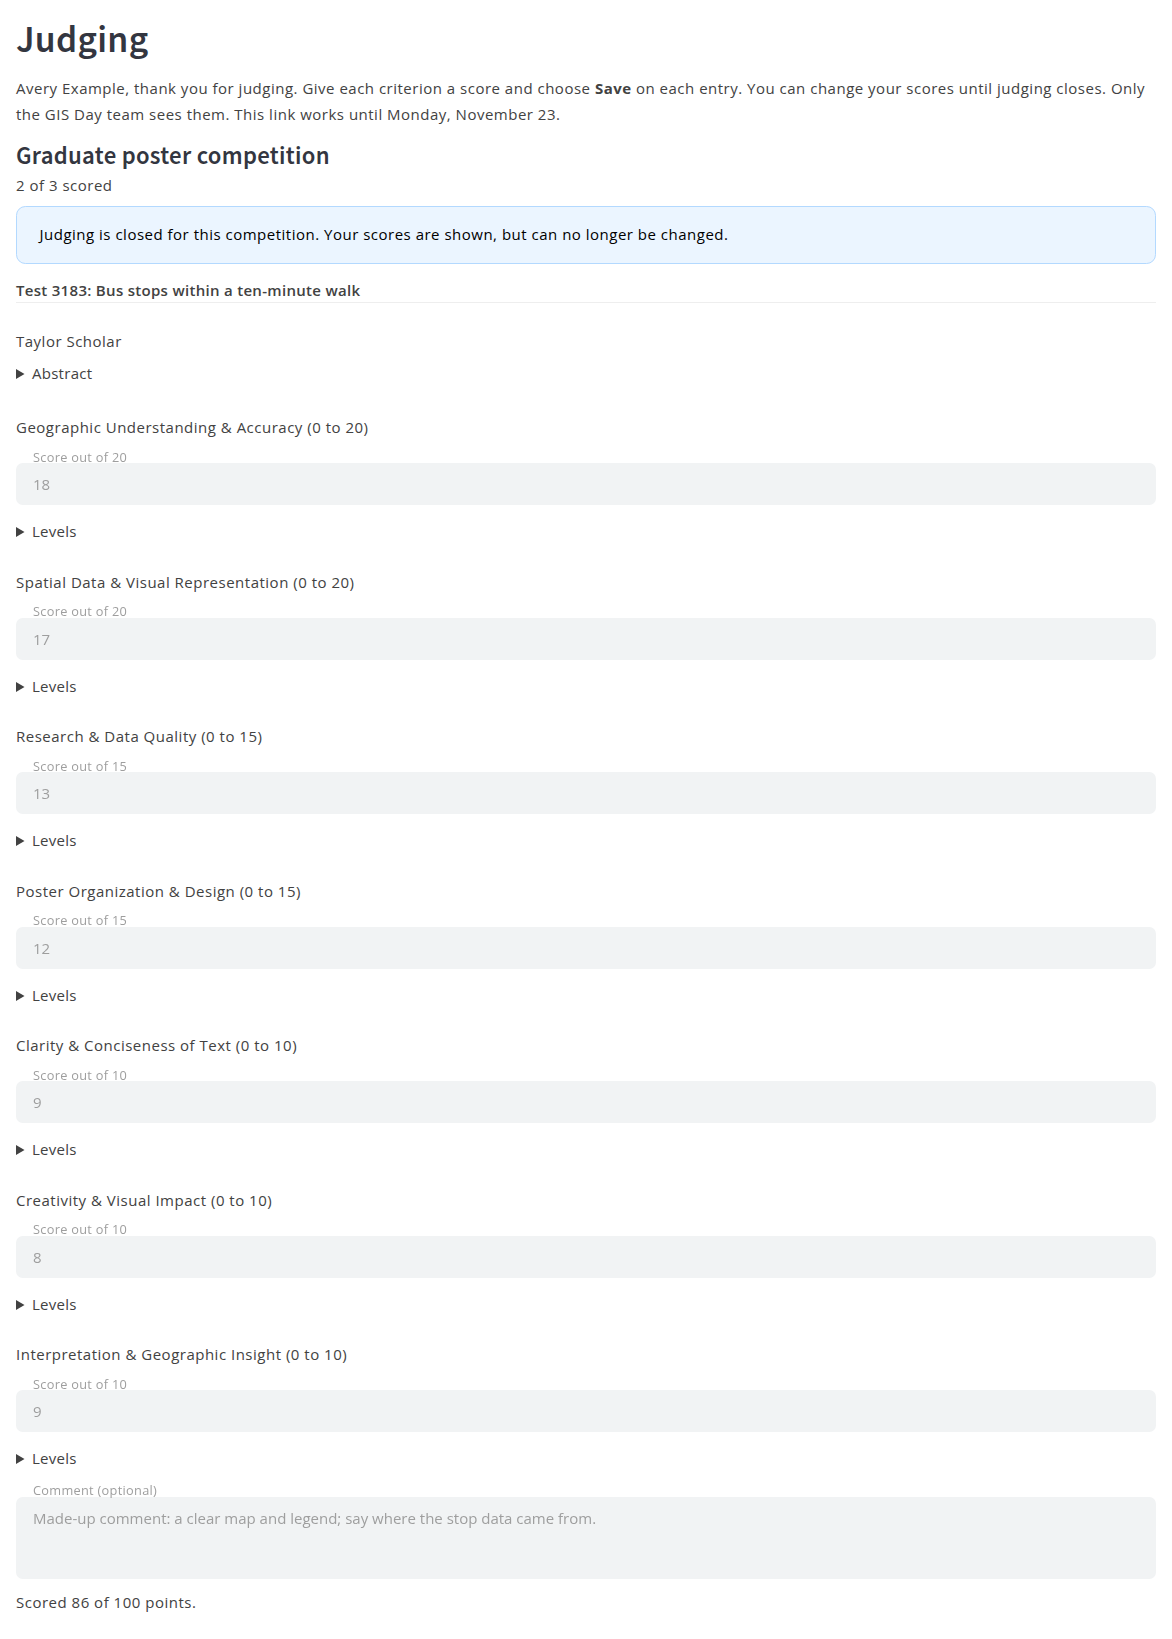 Judging
Avery Example, thank you for judging. Give each criterion a score and choose Save on each entry. You can change your scores until judging closes. Only
the GIS Day team sees them. This link works until Monday, November 23.
Graduate poster competition
2 of 3 scored
Judging is closed for this competition. Your scores are shown, but can no longer be changed.
Test 3183: Bus stops within a ten-minute walk
Taylor Scholar
Abstract
Geographic Understanding & Accuracy (0 to 20)
Score out of 20
18
Levels
Spatial Data & Visual Representation (0 to 20)
Score out of 20
17
Levels
Research & Data Quality (0 to 15)
Score out of 15
13
Levels
Poster Organization & Design (0 to 15)
Score out of 15
12
Levels
Clarity & Conciseness of Text (0 to 10)
Score out of 10
9
Levels
Creativity & Visual Impact (0 to 10)
Score out of 10
8
Levels
Interpretation & Geographic Insight (0 to 10)
Score out of 10
9
Levels
Comment (optional)
Made-up comment: a clear map and legend; say where the stop data came from.
Scored 86 of 100 points.